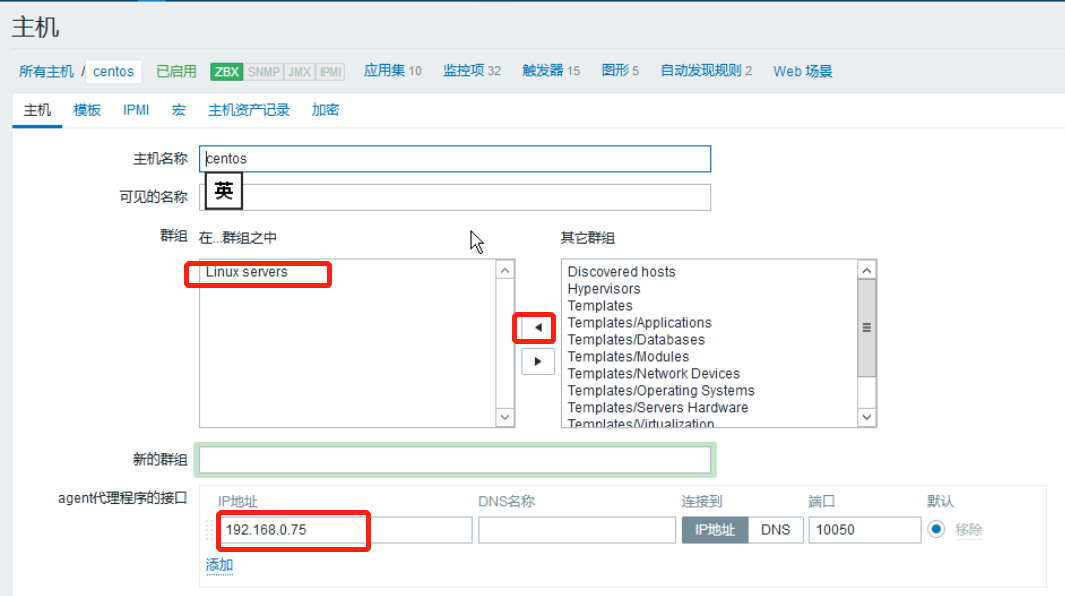 主机
所有主机 / centos 已启用 ZBX SNMP JMX IPMI 应用集 10 监控项 32 触发器 15 图形 5 自动发现规则 2 Web 场景
主机 模板 IPMI 宏 主机资产记录 加密
主机名称 centos
可见的名称 英
群组 在...群组之中 其它群组
Linux servers
Discovered hosts
Hypervisors
Templates
Templates/Applications
Templates/Databases
Templates/Modules
Templates/Network Devices
Templates/Operating Systems
Templates/Servers Hardware
Templates/Virtualization
新的群组
agent代理程序的接口 IP地址 DNS名称 连接到 端口 默认
192.168.0.75 IP地址 DNS 10050 移除
添加